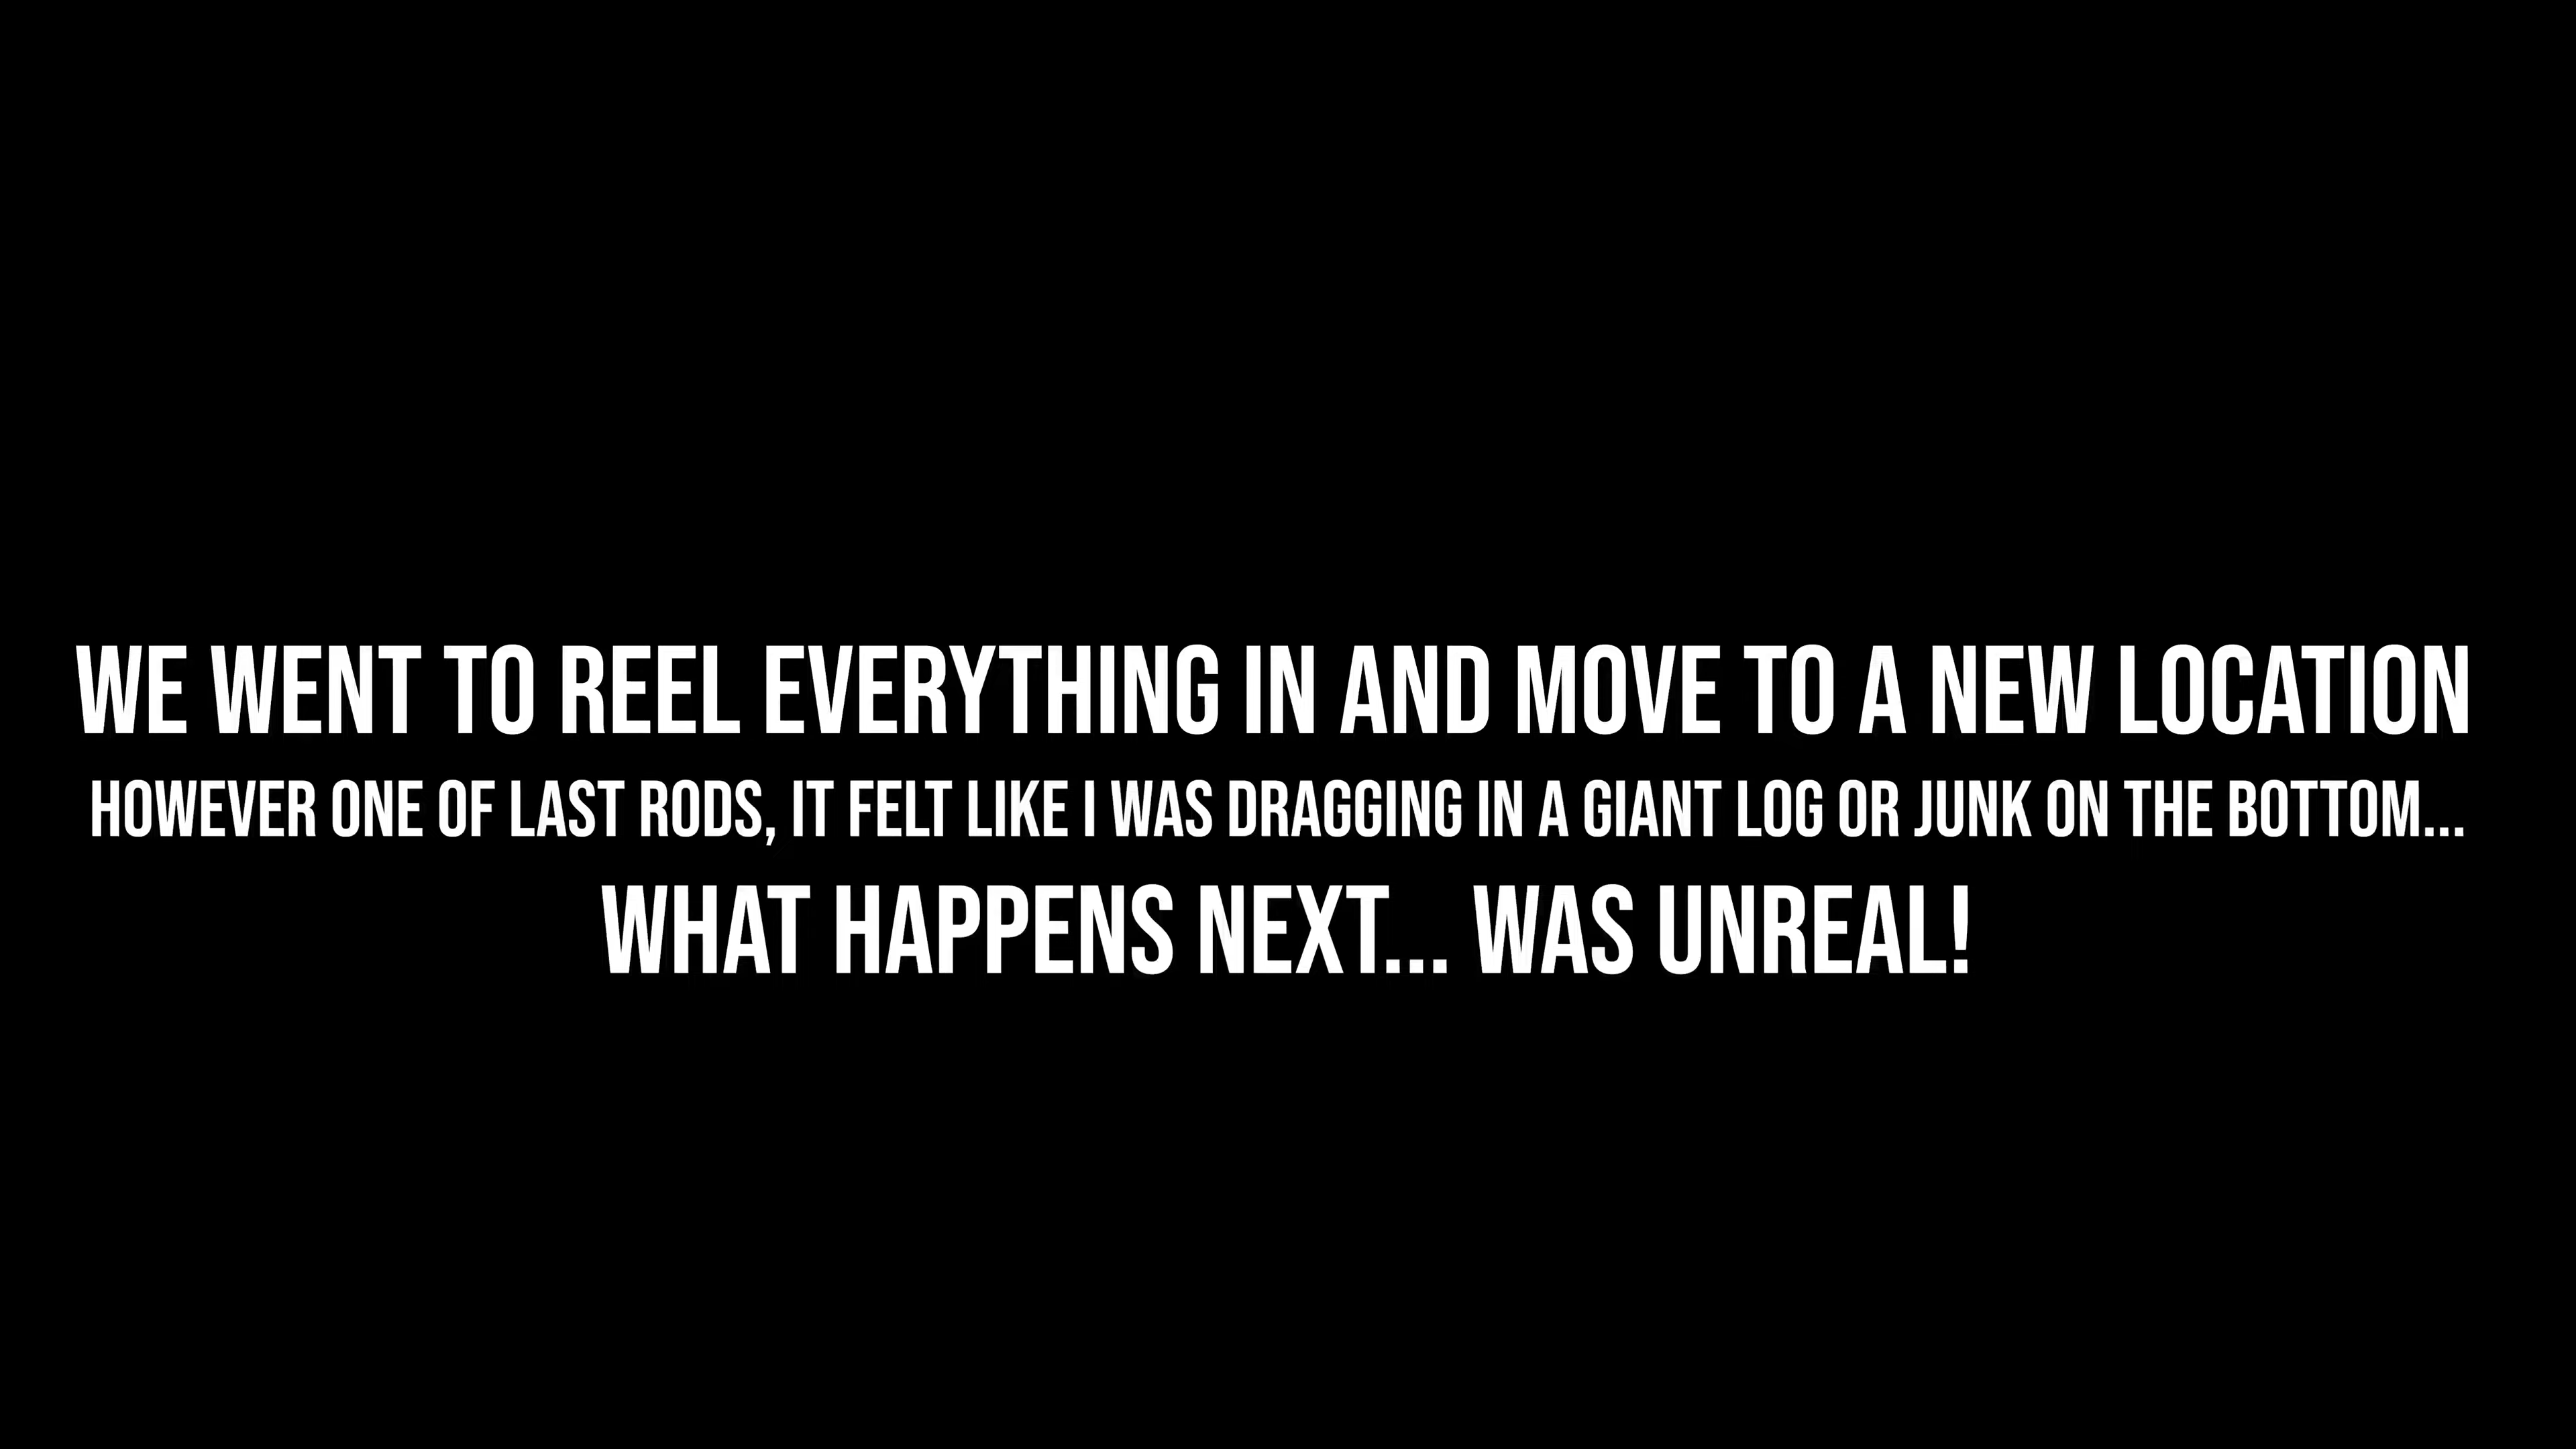 WE WENT TO REEL EVERYTHING IN AND MOVE TO A NEW LOCATION
HOWEVER ONE OF LAST RODS, IT FELT LIKE I WAS DRAGGING IN A GIANT LOG OR JUNK ON THE BOTTOM...
WHAT HAPPENS NEXT... WAS UNREAL!